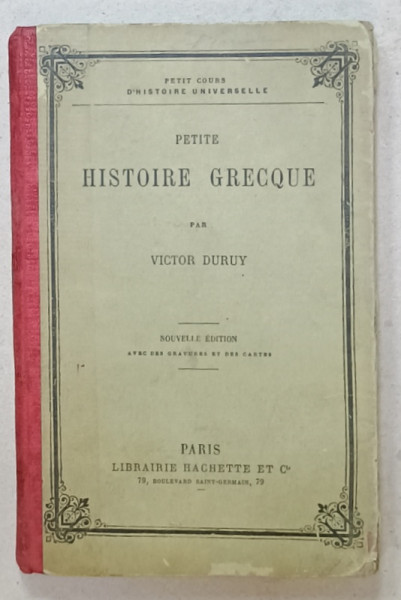 PETIT COURS
D'HISTOIRE UNIVERSELLE
PETITE
HISTOIRE GRECQUE
PAR
VICTOR DURUY
NOUVELLE ÉDITION
AVEC DES GRAVURES ET DES CARTES
PARIS
LIBRAIRIE HACHETTE ET Cie
79, BOULEVARD SAINT-GERMAIN, 79